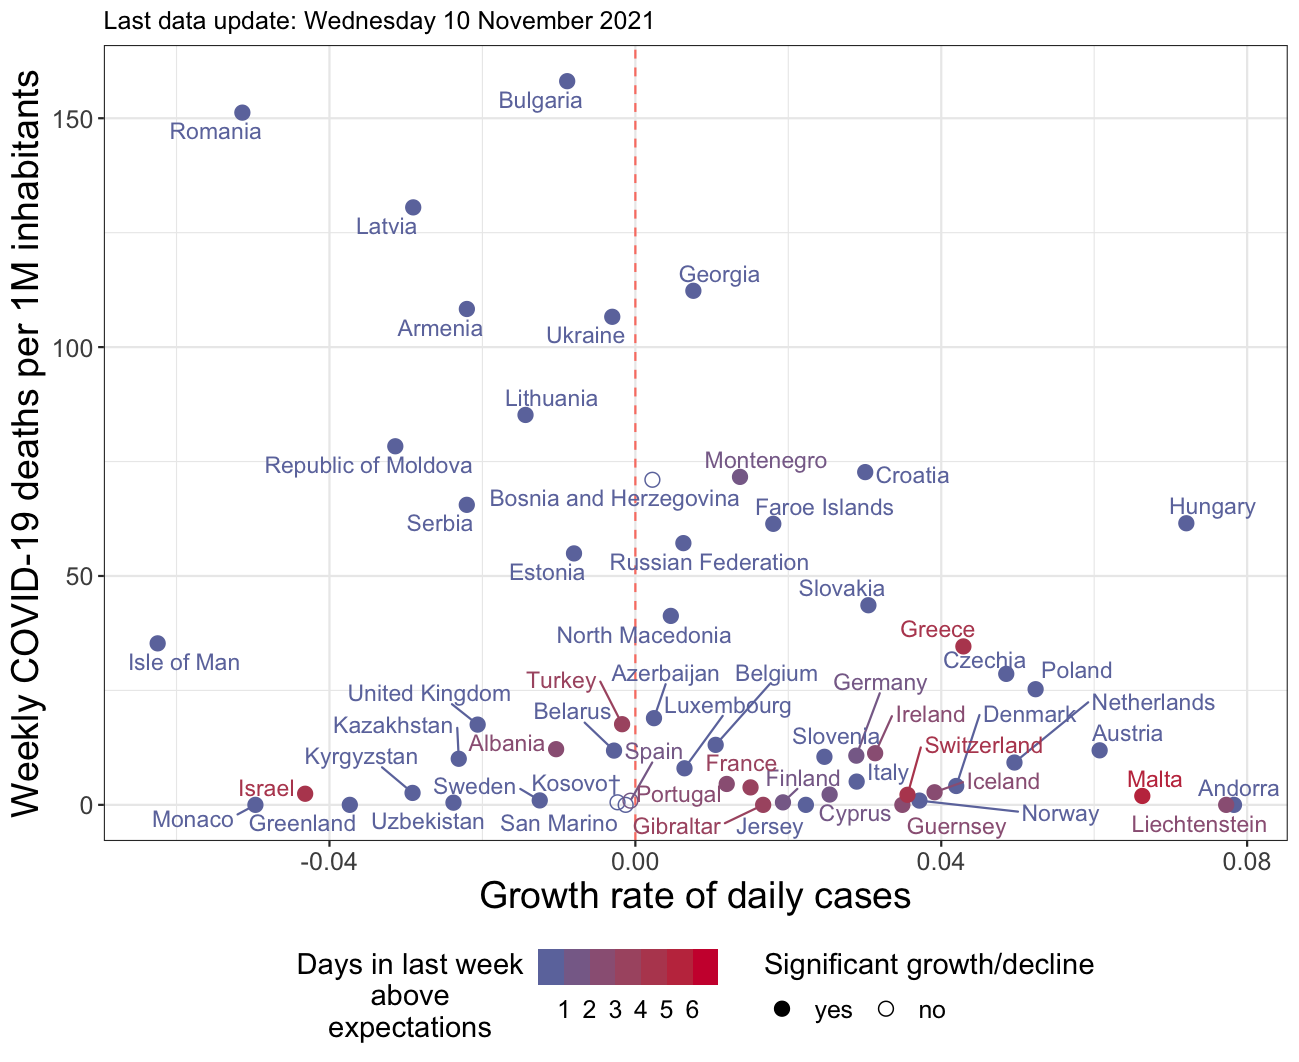 Last data update: Wednesday 10 November 2021
Weekly COVID-19 deaths per 1M inhabitants
150
100
50
0
Bulgaria
Romania
Latvia
Georgia
Armenia
Ukraine
Lithuania
Republic of Moldova
Montenegro
Croatia
Bosnia and Herzegovina
Serbia
Faroe Islands
Hungary
Estonia
Russian Federation
Slovakia
North Macedonia
Greece
Isle of Man
Czechia
Azerbaijan
Belgium
Poland
Turkey
Germany
United Kingdom
Luxembourg
Netherlands
Belarus
Ireland
Denmark
Kazakhstan
Albania
Slovenia
Austria
Spain
Switzerland
Kyrgyzstan
France
Italy
Finland
Iceland
Malta
Israel
Sweden
Kosovo†
Portugal
Andorra
Monaco
Greenland
Uzbekistan
San Marino
Gibraltar
Jersey
Cyprus
Guernsey
Norway
Liechtenstein
-0.04
0.00
0.04
0.08
Growth rate of daily cases
Days in last week
above
expectations
1 2 3 4 5 6
Significant growth/decline
yes
no